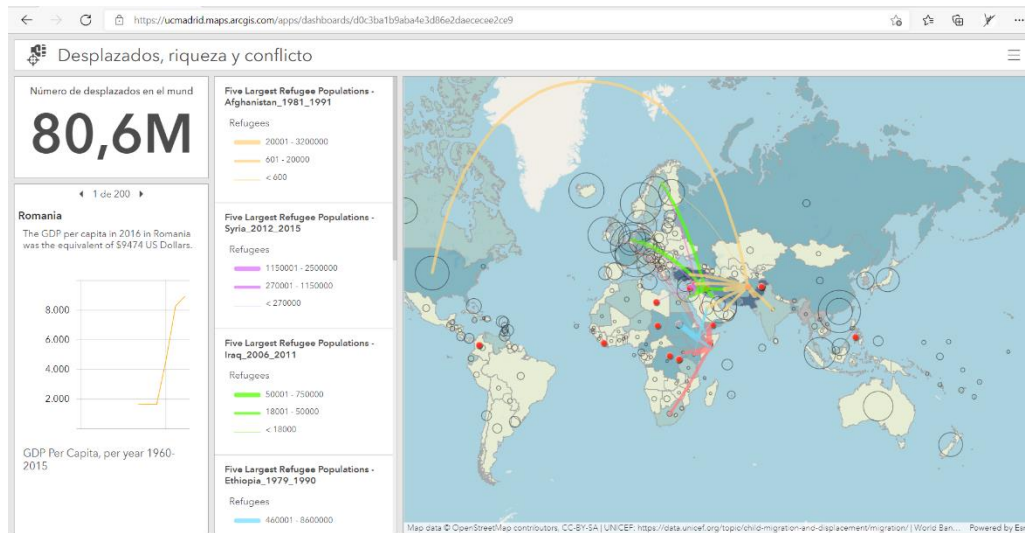 https://ucmadrid.maps.arcgis.com/apps/dashboards/d0c3ba1b9aba4e3d86e2daececee2ce9
Desplazados, riqueza y conflicto
Número de desplazados en el mund
80,6M
1 de 200
Romania
The GDP per capita in 2016 in Romania
was the equivalent of $9474 US Dollars.
8.000
6.000
4.000
2.000
GDP Per Capita, per year 1960-
2015
Five Largest Refugee Populations -
Afghanistan_1981_1991
Refugees
20001 - 3200000
601 - 20000
< 600
Five Largest Refugee Populations -
Syria_2012_2015
Refugees
1150001 - 2500000
270001 - 1150000
< 270000
Five Largest Refugee Populations -
Iraq_2006_2011
Refugees
50001 - 750000
18001 - 50000
< 18000
Five Largest Refugee Populations -
Ethiopia_1979_1990
Refugees
460001 - 8600000
Map data © OpenStreetMap contributors, CC-BY-SA | UNICEF: https://data.unicef.org/topic/child-migration-and-displacement/migration/ | World Ban... Powered by Esri